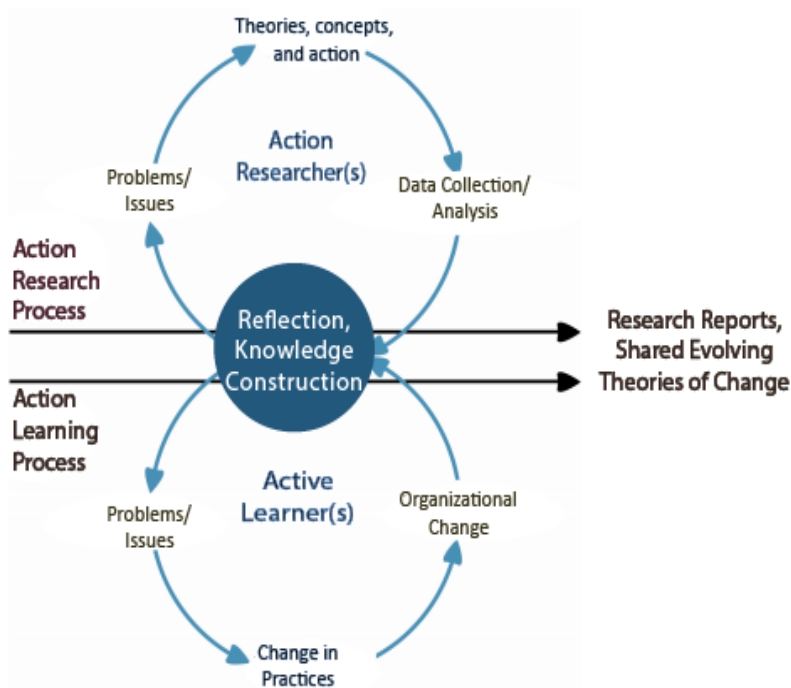 Theories, concepts,
and action
Action
Researcher(s)
Problems/
Issues
Data Collection/
Analysis
Action
Research
Process
Reflection,
Knowledge
Construction
Research Reports,
Shared Evolving
Theories of Change
Action
Learning
Process
Active
Learner(s)
Problems/
Issues
Organizational
Change
Change in
Practices